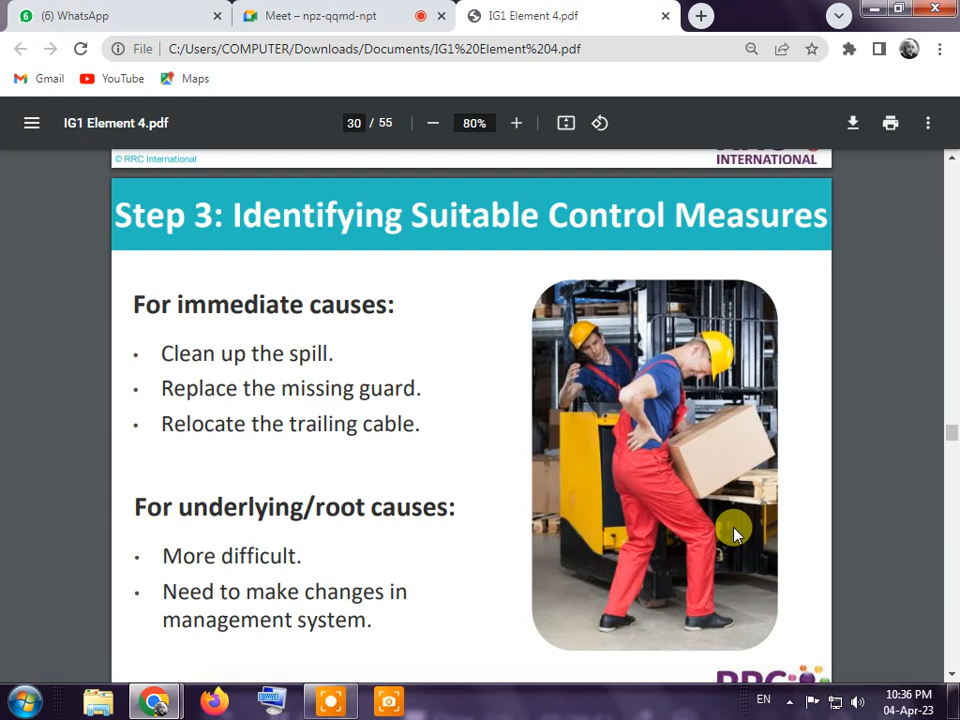 (6) WhatsApp
Meet – npz-qqmd-npt
IG1 Element 4.pdf
File
C:/Users/COMPUTER/Downloads/Documents/IG1%20Element%204.pdf
Gmail
YouTube
Maps
IG1 Element 4.pdf
30 / 55
80%
© RRC International
INTERNATIONAL
Step 3: Identifying Suitable Control Measures
For immediate causes:
• Clean up the spill.
• Replace the missing guard.
• Relocate the trailing cable.
For underlying/root causes:
• More difficult.
• Need to make changes in
management system.
RRC
EN
10:36 PM
04-Apr-23